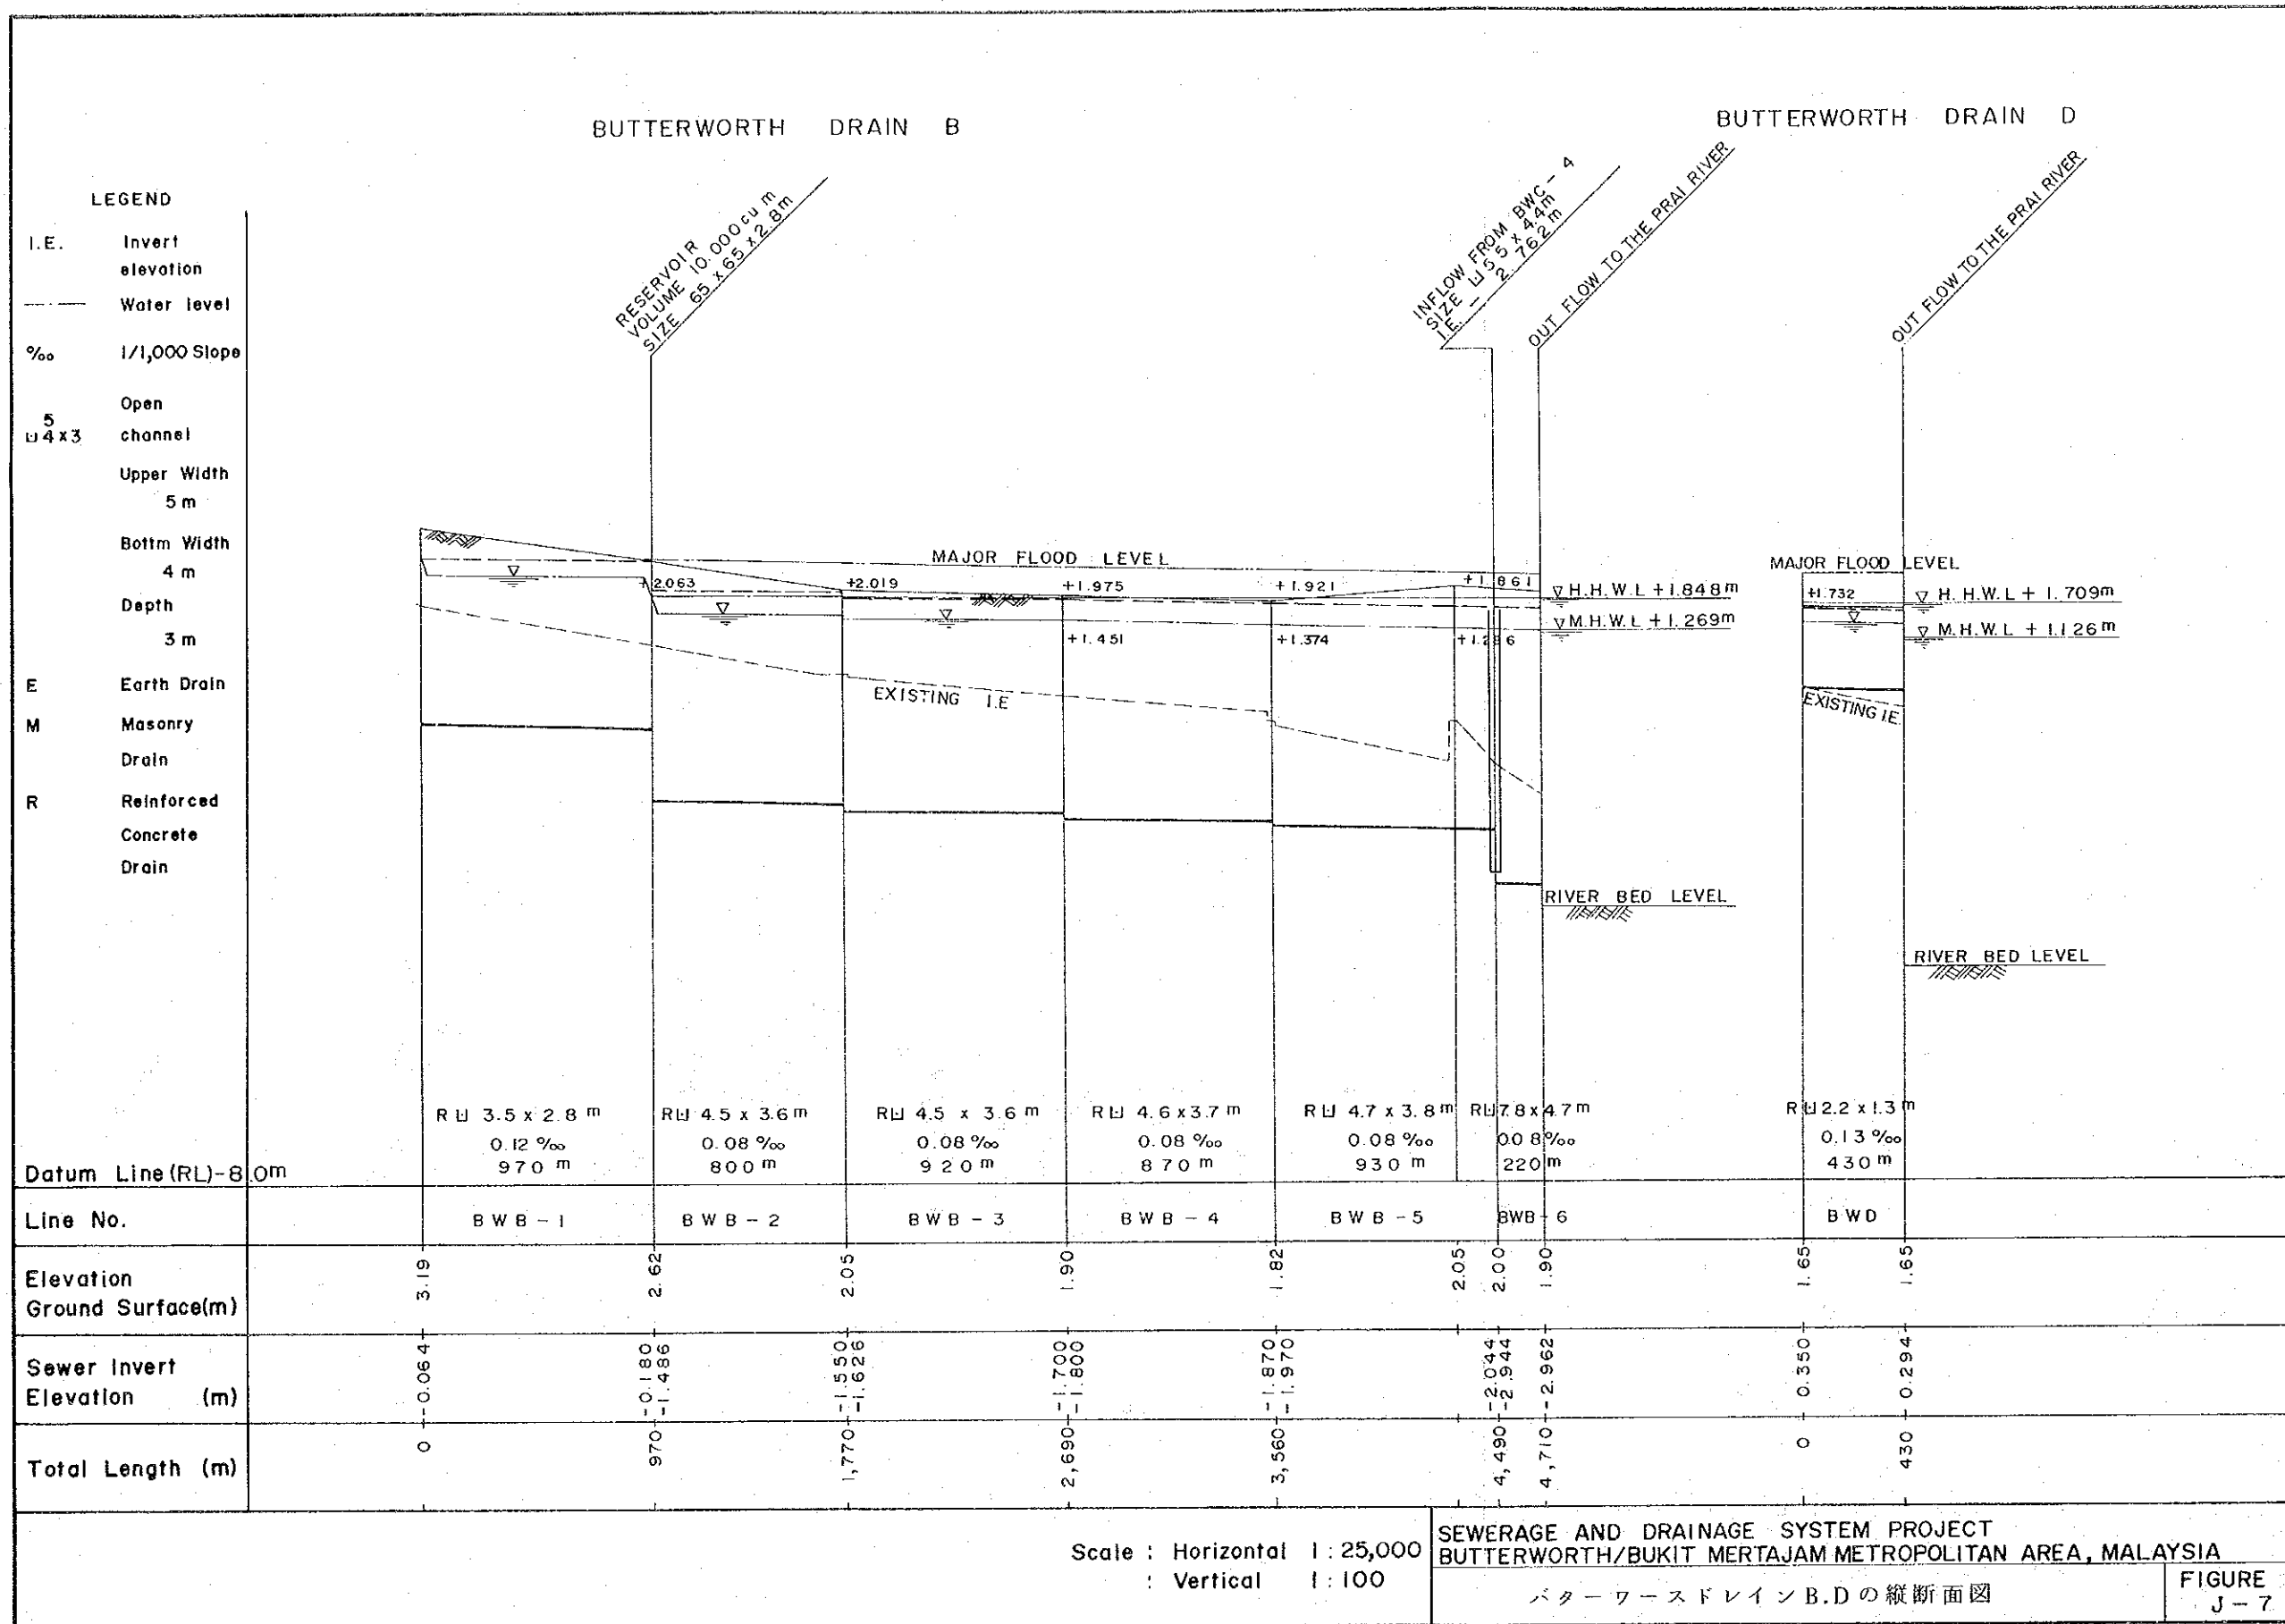 BUTTERWORTH DRAIN B
BUTTERWORTH DRAIN D
LEGEND
I.E. Invert
elevation
Water level
‰ 1/1,000 Slope
Open
5
⊔ 4x3 channel
Upper Width
5 m
Bottm Width
4 m
Depth
3 m
E Earth Drain
M Masonry
Drain
R Reinforced
Concrete
Drain
RESERVOIR
VOLUME 10.000 cu m
SIZE 65 x 65 x 2.8m
INFLOW FROM BWC - 4
SIZE ⊔ 5.5 x 4.4m
I.E. - 2.762m
OUT FLOW TO THE PRAI RIVER
OUT FLOW TO THE PRAI RIVER
MAJOR FLOOD LEVEL
MAJOR FLOOD LEVEL
+2.063
+2.019
+1.975
+1.921
+1.861
▽ H.H.W.L +1.848m
▽ M.H.W.L +1.269m
+1.732
▽ H.H.W.L + 1.709m
▽ M.H.W.L + 1.126m
+1.451
+1.374
+1.286
EXISTING I.E
EXISTING I.E.
RIVER BED LEVEL
RIVER BED LEVEL
R⊔ 3.5 x 2.8 m
0.12 ‰
970 m
R⊔ 4.5 x 3.6 m
0.08 ‰
800 m
R⊔ 4.5 x 3.6 m
0.08 ‰
920 m
R⊔ 4.6 x 3.7 m
0.08 ‰
870 m
R⊔ 4.7 x 3.8 m
0.08 ‰
930 m
R⊔ 7.8 x 4.7 m
0.08 ‰
220 m
R⊔ 2.2 x 1.3 m
0.13 ‰
430 m
Datum Line (RL)-8.0m
Line No. BWB-1 BWB-2 BWB-3 BWB-4 BWB-5 BWB-6 BWD
Elevation
Ground Surface(m)
3.19 2.62 2.05 1.90 1.82 2.05 2.00 1.90 1.65 1.65
Sewer Invert
Elevation (m)
-0.064 -0.180 -1.486 -1.550 -1.626 -1.700 -1.800 -1.870 -1.970 -2.044 -2.944 -2.962 0.350 0.294
Total Length (m)
0 970 1,770 2,690 3,560 4,490 4,710 0 430
Scale : Horizontal 1 : 25,000
: Vertical 1 : 100
SEWERAGE AND DRAINAGE SYSTEM PROJECT
BUTTERWORTH/BUKIT MERTAJAM METROPOLITAN AREA, MALAYSIA
バターワースドレインB.Dの縦断面図
FIGURE
J-7